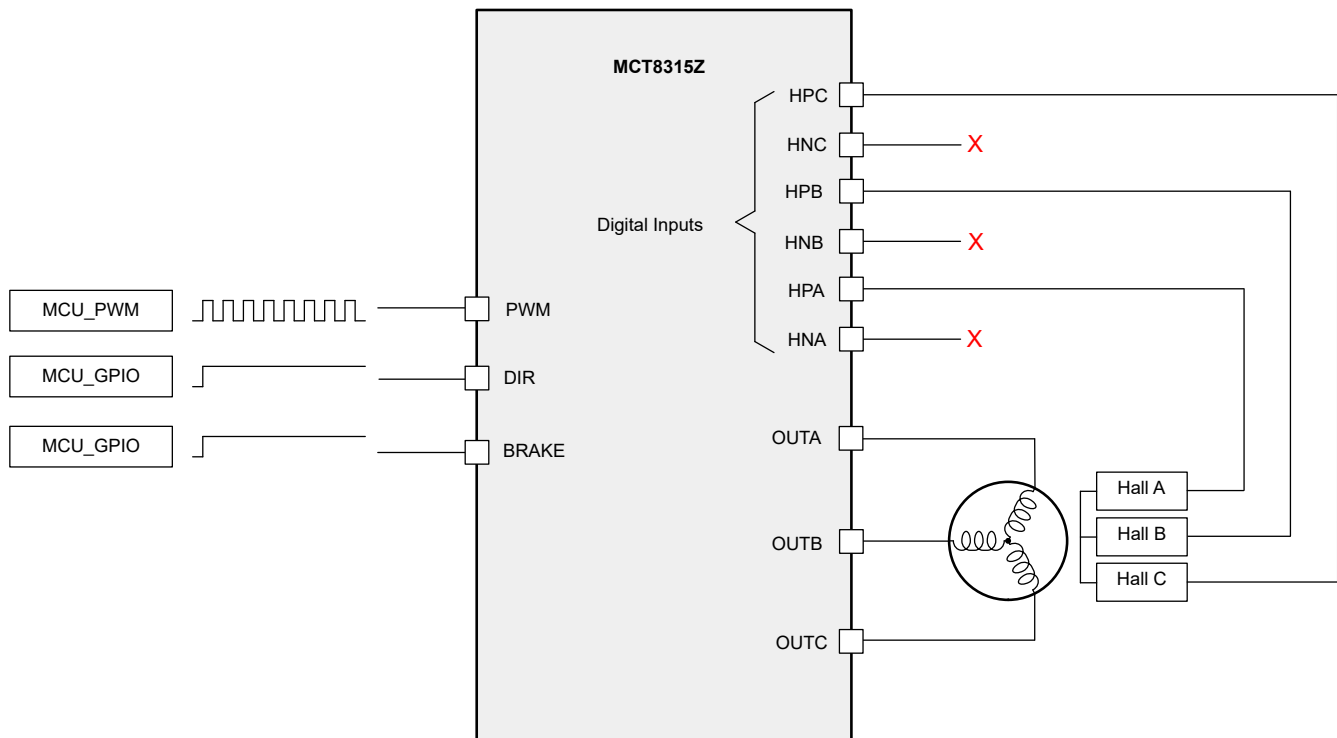 MCT8315Z
HPC
HNC
X
HPB
Digital Inputs
HNB
X
HPA
MCU_PWM
PWM
HNA
X
MCU_GPIO
DIR
MCU_GPIO
BRAKE
OUTA
Hall A
Hall B
OUTB
Hall C
OUTC